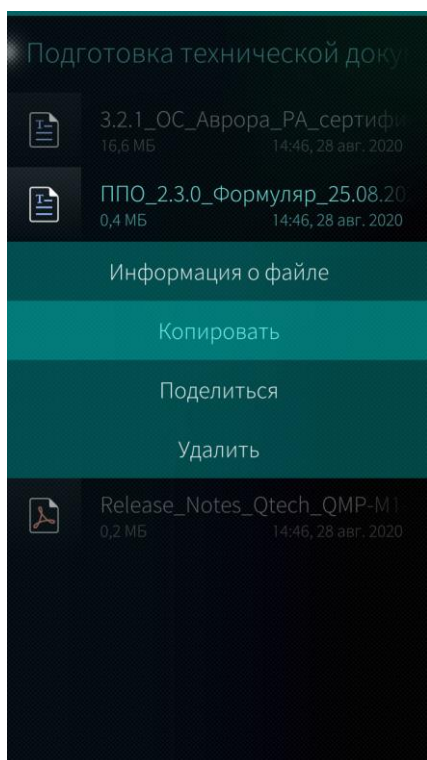 Подготовка технической доку
3.2.1_ОС_Аврора_РА_сертифи
16,6 МБ 14:46, 28 авг. 2020
ППО_2.3.0_Формуляр_25.08.20
0,4 МБ 14:46, 28 авг. 2020
Информация о файле
Копировать
Поделиться
Удалить
Release_Notes_Qtech_QMP-M1
0,2 МБ 14:46, 28 авг. 2020